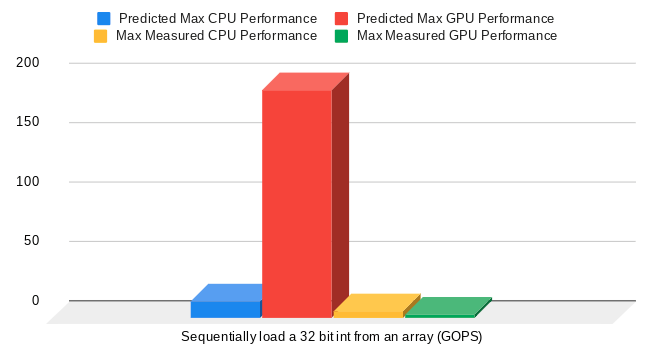 Predicted Max CPU Performance Predicted Max GPU Performance
Max Measured CPU Performance Max Measured GPU Performance
200
150
100
50
0
Sequentially load a 32 bit int from an array (GOPS)